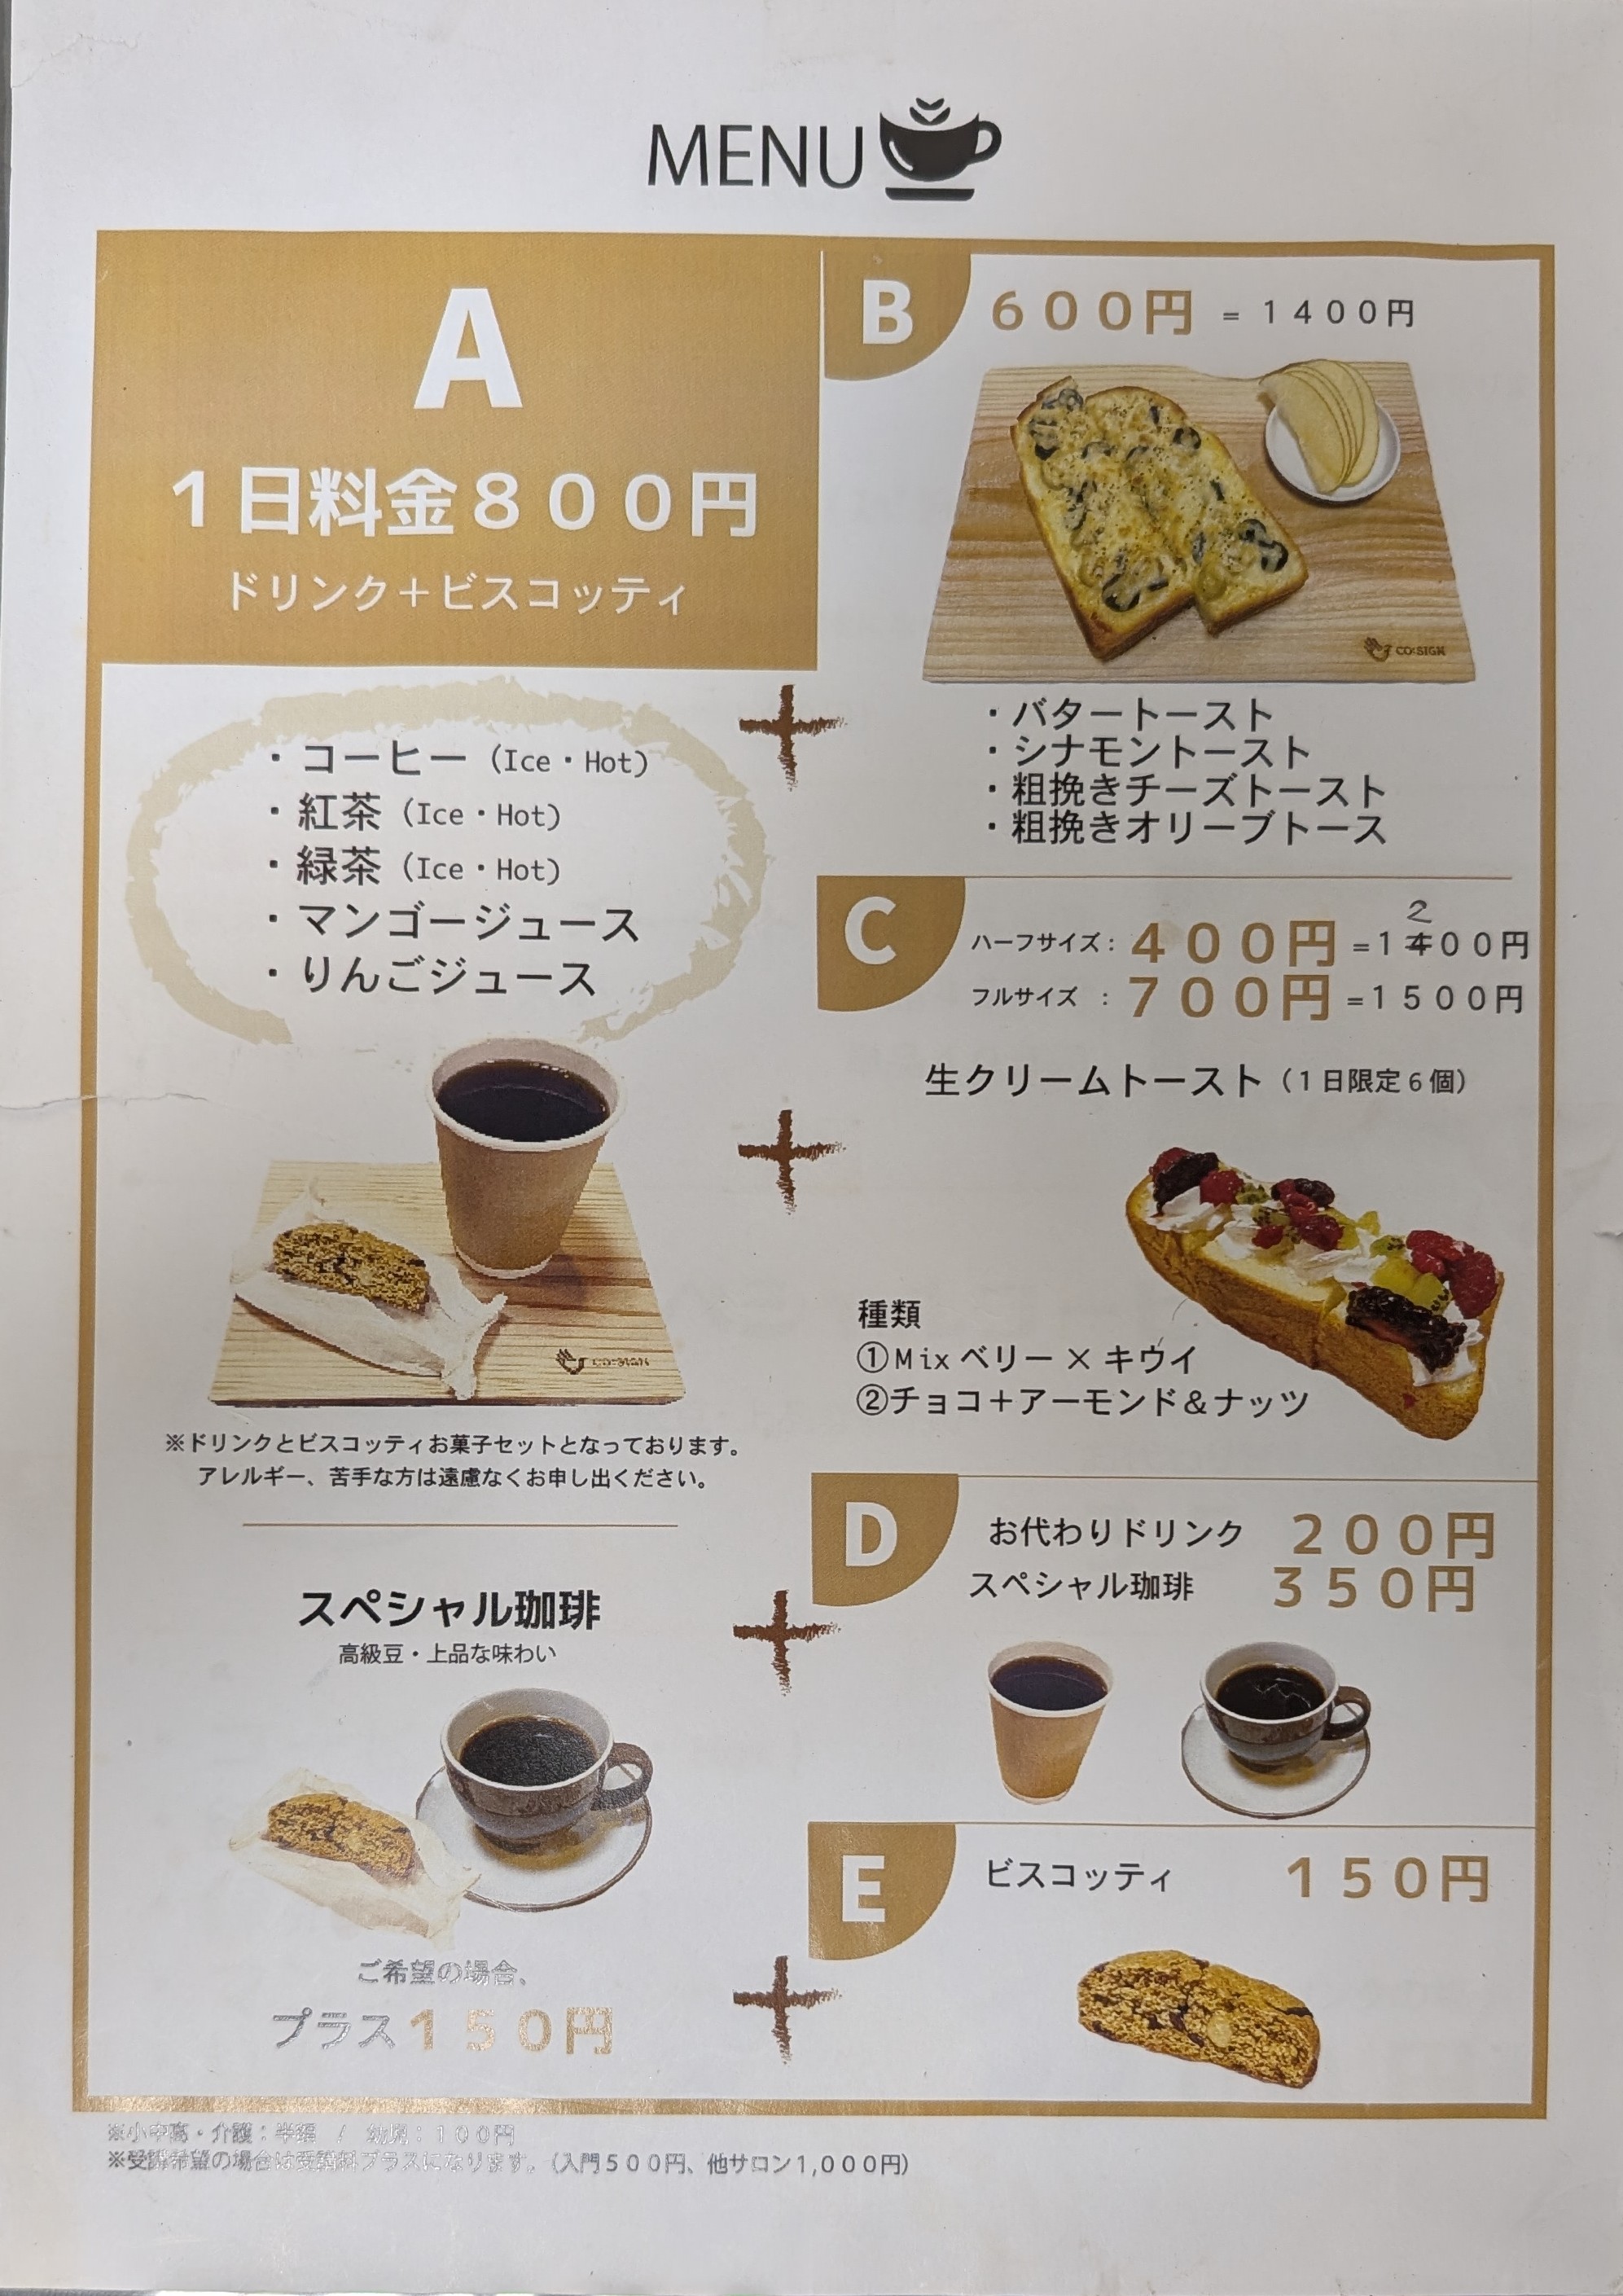 MENU
A
1日料金800円
ドリンク＋ビスコッティ
・コーヒー (Ice・Hot)
・紅茶 (Ice・Hot)
・緑茶 (Ice・Hot)
・マンゴージュース
・りんごジュース
CO:SIGN
※ドリンクとビスコッティお菓子セットとなっております。
アレルギー、苦手な方は遠慮なくお申し出ください。
スペシャル珈琲
高級豆・上品な味わい
ご希望の場合、
プラス150円
B 600円 = 1400円
CO:SIGN
・バタートースト
・シナモントースト
・粗挽きチーズトースト
・粗挽きオリーブトース
C
2
ハーフサイズ：400円 =1400円
フルサイズ ：700円 =1500円
生クリームトースト（1日限定6個）
種類
①Mixベリー×キウイ
②チョコ＋アーモンド＆ナッツ
D
お代わりドリンク 200円
スペシャル珈琲 350円
E
ビスコッティ 150円
※小中高・介護：半額 / 幼児：100円
※受講希望の場合は受講料プラスになります。(入門500円、他サロン1,000円)